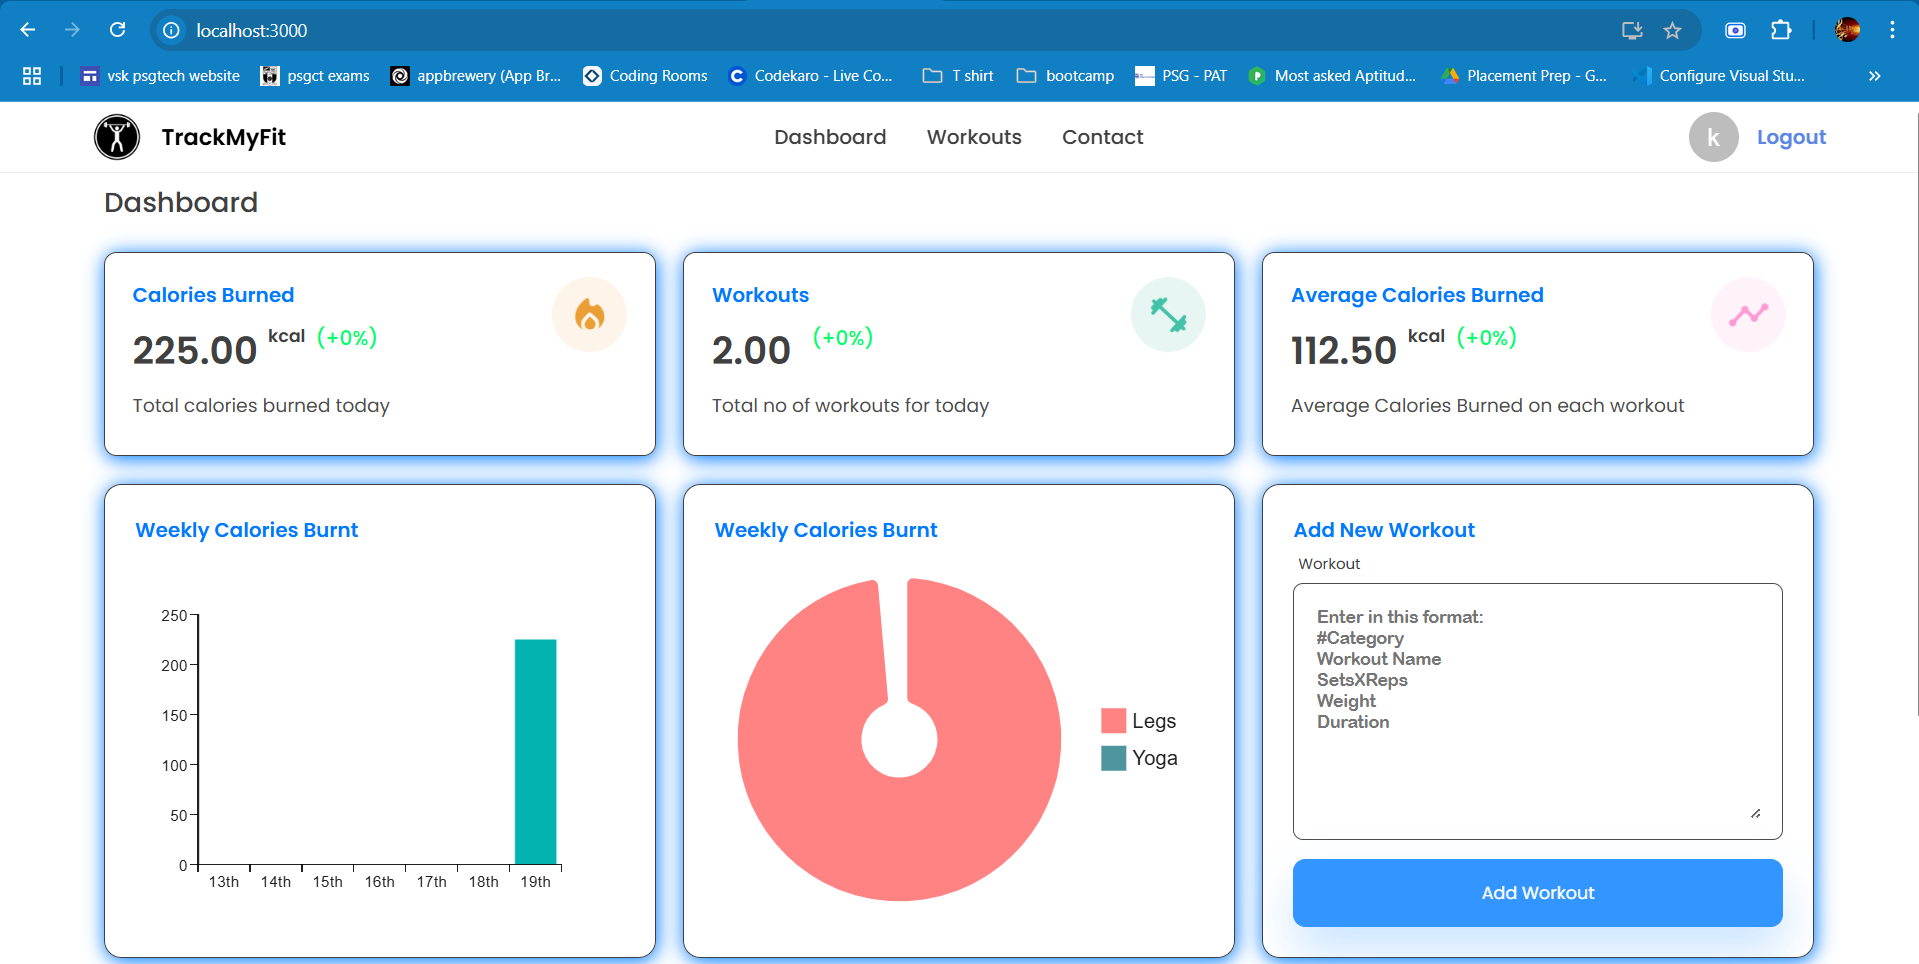 localhost:3000
vsk psgtech website
psgct exams
appbrewery (App Br...
Coding Rooms
Codekaro - Live Co...
T shirt
bootcamp
PSG - PAT
Most asked Aptitud...
Placement Prep - G...
Configure Visual Stu...
TrackMyFit
Dashboard
Workouts
Contact
k
Logout
Dashboard
Calories Burned
225.00 kcal (+0%)
Total calories burned today
Workouts
2.00 (+0%)
Total no of workouts for today
Average Calories Burned
112.50 kcal (+0%)
Average Calories Burned on each workout
Weekly Calories Burnt
250
200
150
100
50
0
13th 14th 15th 16th 17th 18th 19th
Weekly Calories Burnt
Legs
Yoga
Add New Workout
Workout
Enter in this format:
#Category
Workout Name
SetsXReps
Weight
Duration
Add Workout